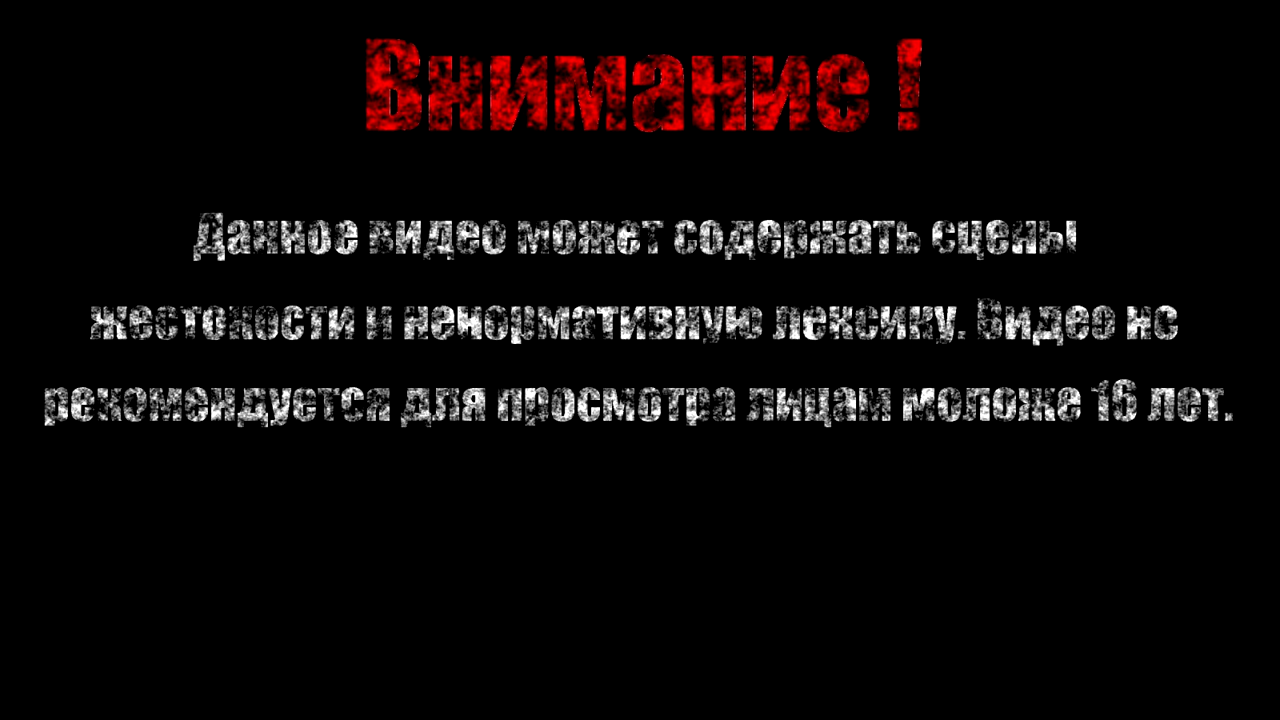 Внимание !
Данное видео может содержать сцены
жестокости и ненормативную лексику. Видео не
рекомендуется для просмотра лицам моложе 16 лет.